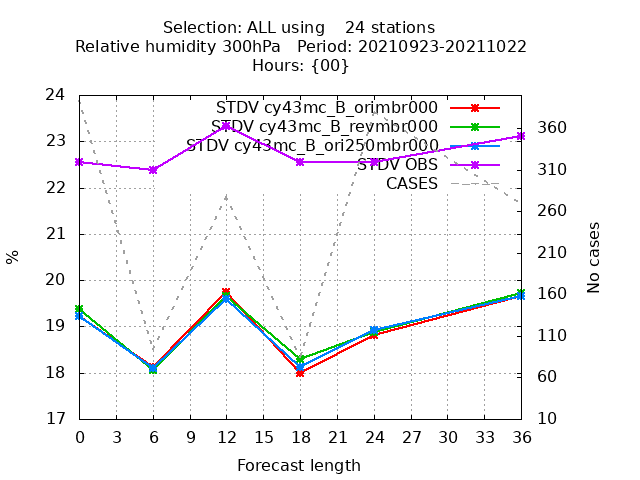 Selection: ALL using    24 stations
Relative humidity 300hPa   Period: 20210923-20211022
Hours: {00}
STDV cy43mc_B_orimbr000
STDV cy43mc_B_reymbr000
STDV cy43mc_B_ori250mbr000
STDV OBS
CASES
24
23
22
21
20
19
18
17
%
360
310
260
210
160
110
60
10
No cases
0 3 6 9 12 15 18 21 24 27 30 33 36
Forecast length